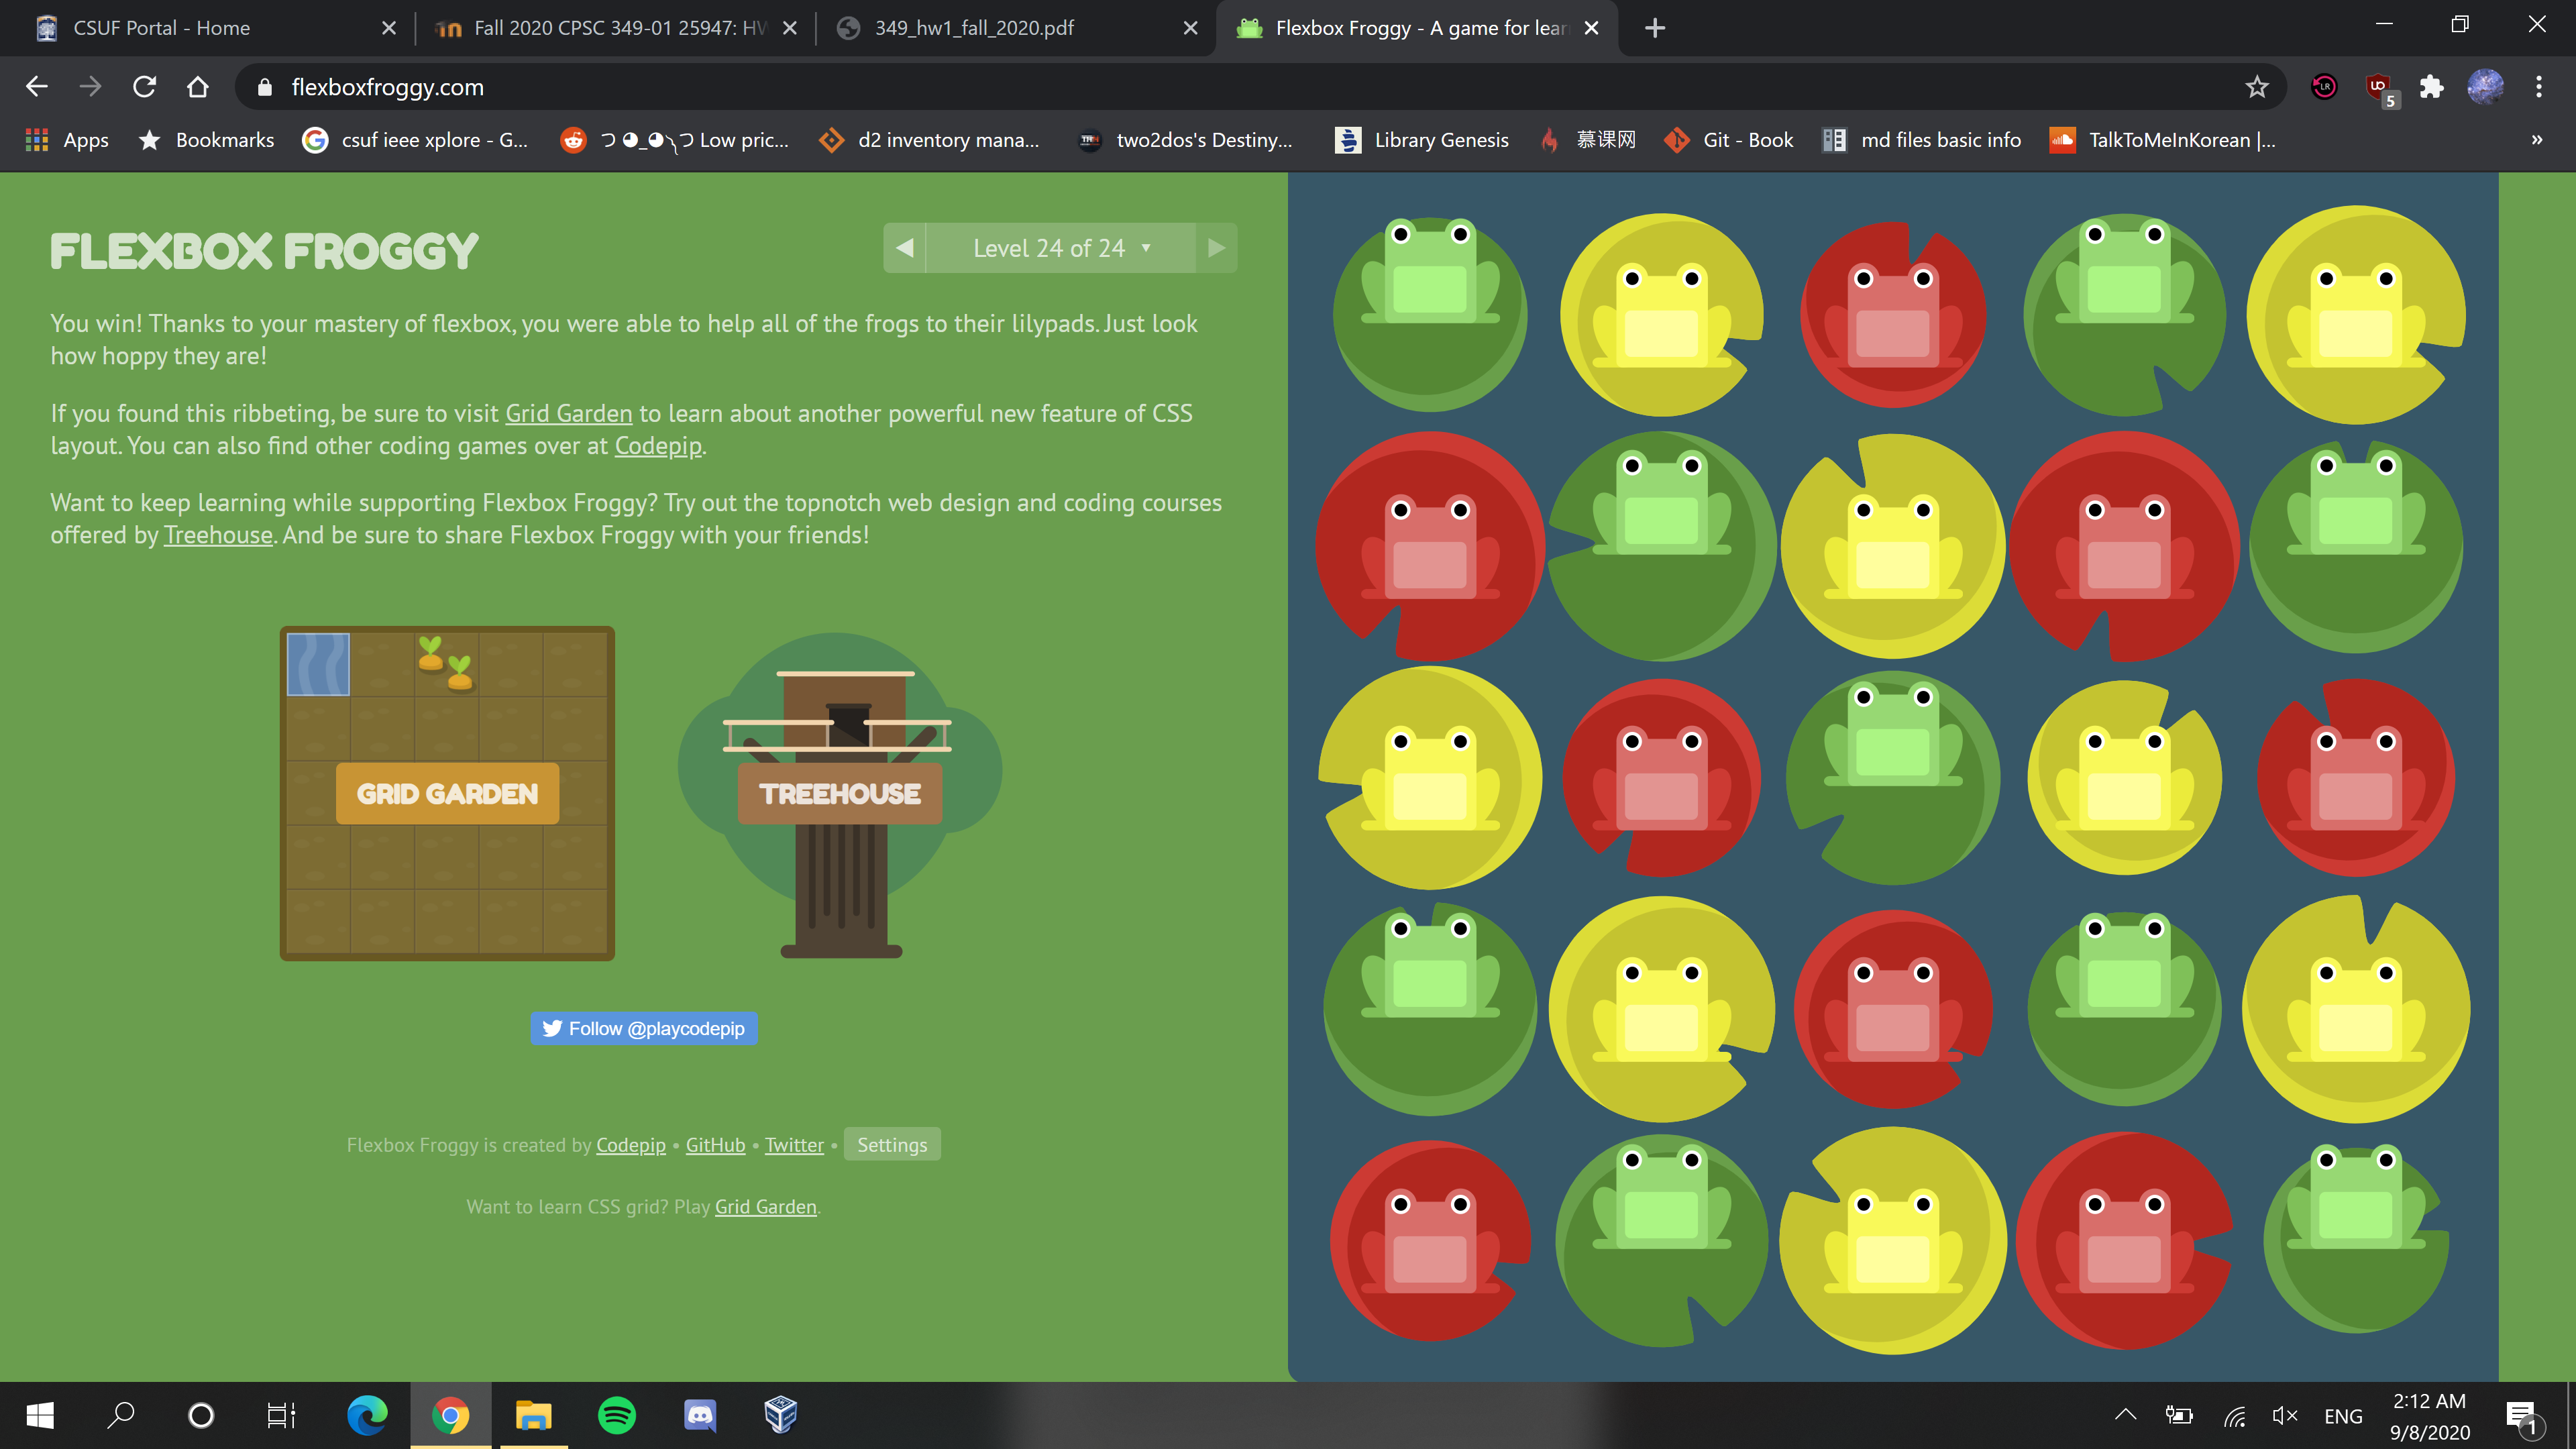 CSUF Portal - Home
Fall 2020 CPSC 349-01 25947: HW
349_hw1_fall_2020.pdf
Flexbox Froggy - A game for lear
flexboxfroggy.com
LR
5
Apps
Bookmarks
csuf ieee xplore - G...
Low pric...
d2 inventory mana...
two2dos's Destiny...
Library Genesis
慕课网
Git - Book
md files basic info
TalkToMeInKorean |...
»
FLEXBOX FROGGY
Level 24 of 24
You win! Thanks to your mastery of flexbox, you were able to help all of the frogs to their lilypads. Just look
how hoppy they are!
If you found this ribbeting, be sure to visit Grid Garden to learn about another powerful new feature of CSS
layout. You can also find other coding games over at Codepip.
Want to keep learning while supporting Flexbox Froggy? Try out the topnotch web design and coding courses
offered by Treehouse. And be sure to share Flexbox Froggy with your friends!
GRID GARDEN
TREEHOUSE
Follow @playcodepip
Flexbox Froggy is created by Codepip • GitHub • Twitter • Settings
Want to learn CSS grid? Play Grid Garden.
ENG
2:12 AM
9/8/2020
1